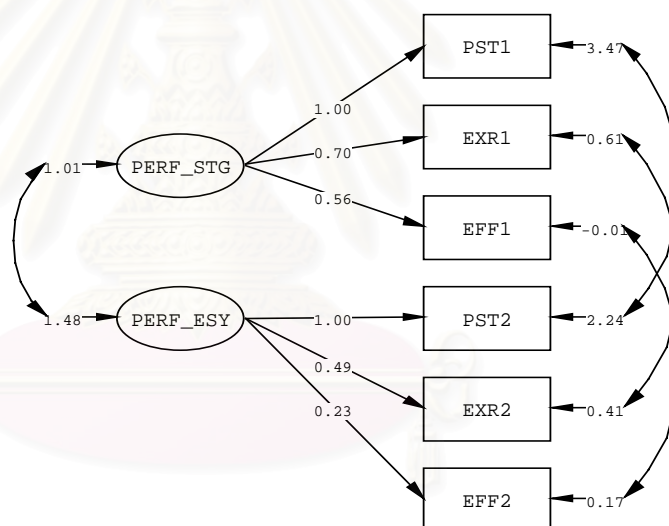 PST1
3.47
1.00
EXR1
0.61
0.70
1.01
PERF_STG
0.56
EFF1
-0.01
1.48
PERF_ESY
1.00
PST2
2.24
0.49
EXR2
0.41
0.23
EFF2
0.17